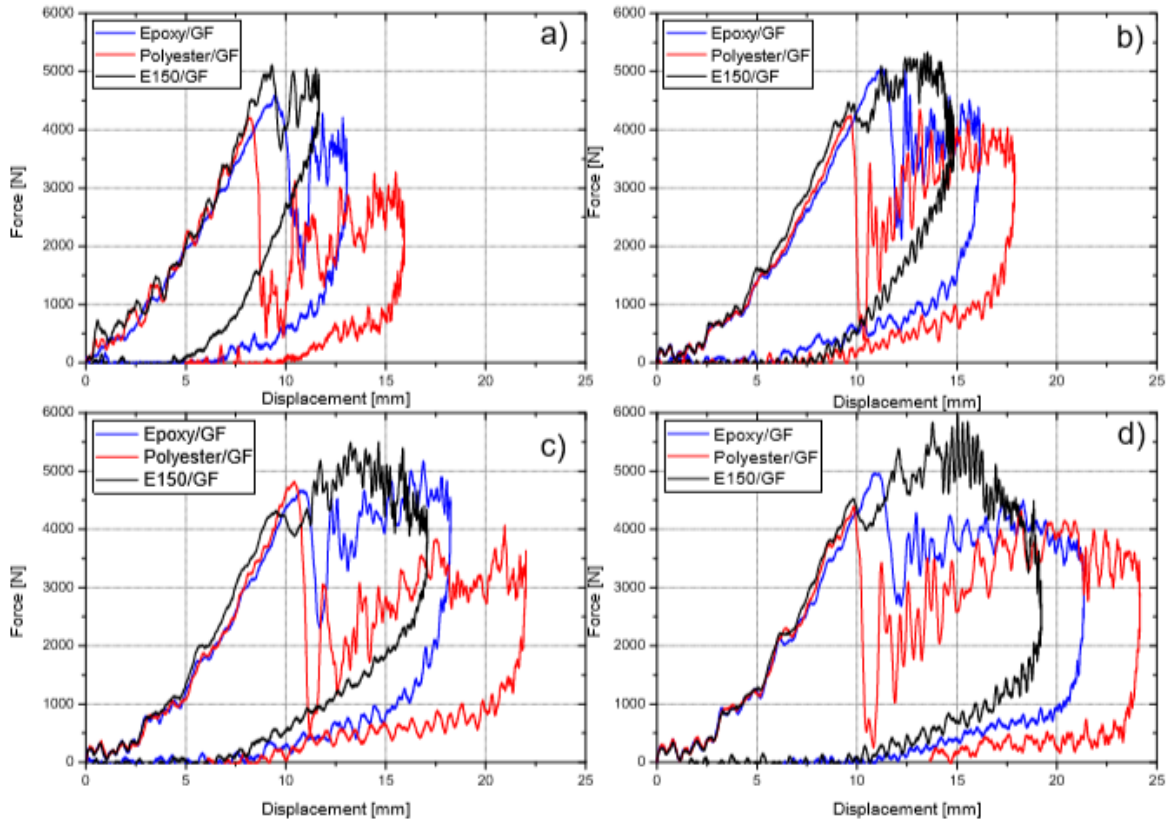 6000
5000
4000
3000
2000
1000
0
Force [N]
Epoxy/GF
Polyester/GF
E150/GF
a)
0 5 10 15 20 25
Displacement [mm]
6000
5000
4000
3000
2000
1000
0
Force [N]
Epoxy/GF
Polyester/GF
E150/GF
b)
0 5 10 15 20 25
Displacement [mm]
6000
5000
4000
3000
2000
1000
0
Force [N]
Epoxy/GF
Polyester/GF
E150/GF
c)
0 5 10 15 20 25
Displacement [mm]
6000
5000
4000
3000
2000
1000
0
Force [N]
Epoxy/GF
Polyester/GF
E150/GF
d)
0 5 10 15 20 25
Displacement [mm]